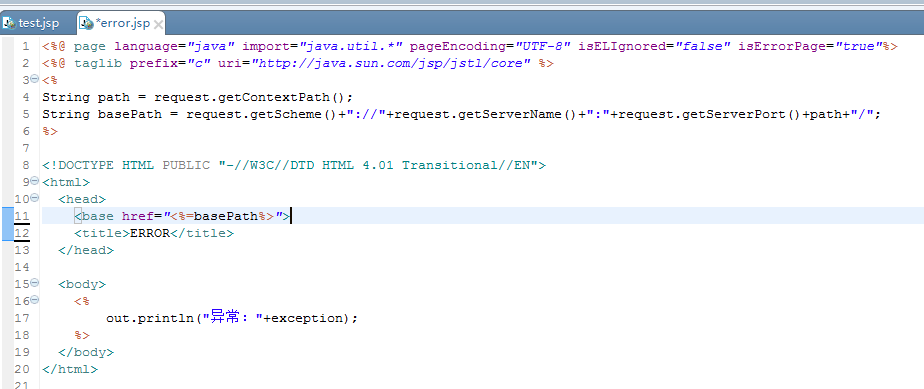 test.jsp *error.jsp
1 <%@ page language="java" import="java.util.*" pageEncoding="UTF-8" isELIgnored="false" isErrorPage="true"%>
2 <%@ taglib prefix="c" uri="http://java.sun.com/jsp/jstl/core" %>
3 <%
4 String path = request.getContextPath();
5 String basePath = request.getScheme()+"://"+request.getServerName()+":"+request.getServerPort()+path+"/";
6 %>
7
8 <!DOCTYPE HTML PUBLIC "-//W3C//DTD HTML 4.01 Transitional//EN">
9 <html>
10 <head>
11 <base href="<%=basePath%>">
12 <title>ERROR</title>
13 </head>
14
15 <body>
16 <%
17 out.println("异常："+exception);
18 %>
19 </body>
20 </html>
21